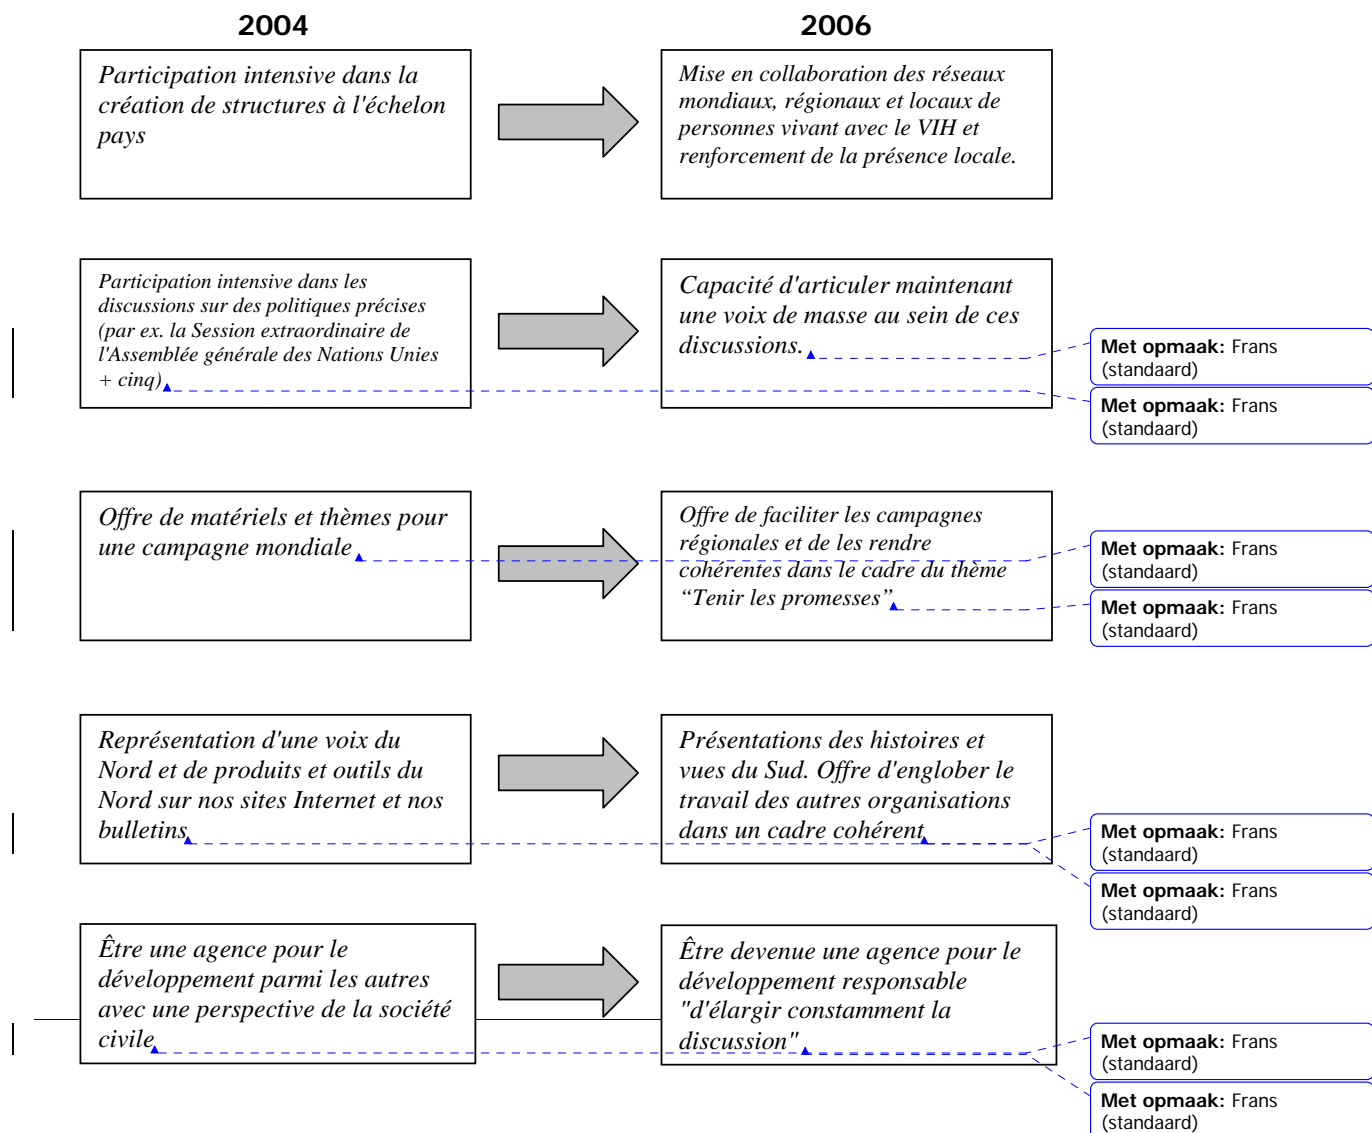 2004
2006
Participation intensive dans la
création de structures à l'échelon
pays
Mise en collaboration des réseaux
mondiaux, régionaux et locaux de
personnes vivant avec le VIH et
renforcement de la présence locale.
Participation intensive dans les
discussions sur des politiques précises
(par ex. la Session extraordinaire de
l'Assemblée générale des Nations Unies
+ cinq)
Capacité d'articuler maintenant
une voix de masse au sein de ces
discussions.
Met opmaak: Frans
(standaard)
Met opmaak: Frans
(standaard)
Offre de matériels et thèmes pour
une campagne mondiale
Offre de faciliter les campagnes
régionales et de les rendre
cohérentes dans le cadre du thème
“Tenir les promesses”
Met opmaak: Frans
(standaard)
Met opmaak: Frans
(standaard)
Représentation d'une voix du
Nord et de produits et outils du
Nord sur nos sites Internet et nos
bulletins
Présentations des histoires et
vues du Sud. Offre d'englober le
travail des autres organisations
dans un cadre cohérent
Met opmaak: Frans
(standaard)
Met opmaak: Frans
(standaard)
Être une agence pour le
développement parmi les autres
avec une perspective de la société
civile
Être devenue une agence pour le
développement responsable
"d'élargir constamment la
discussion"
Met opmaak: Frans
(standaard)
Met opmaak: Frans
(standaard)